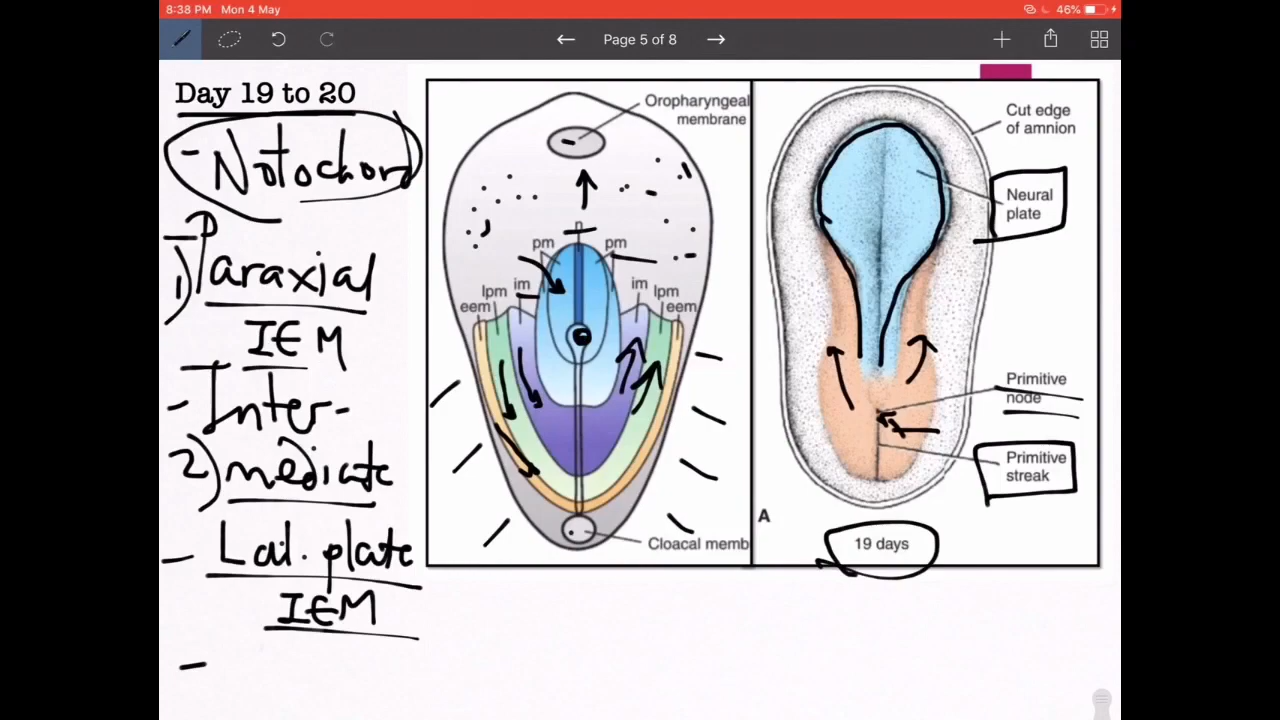 8:38 PM Mon 4 May
46%
Page 5 of 8
Day 19 to 20
- Notochord
1) Paraxial
IEM
- Inter-
2) mediate
- Lat. plate
IEM
-
Oropharyngeal
membrane
n
pm pm
im im
lpm lpm
eem eem
Cloacal memb
Cut edge
of amnion
Neural
plate
Primitive
node
Primitive
streak
A
19 days